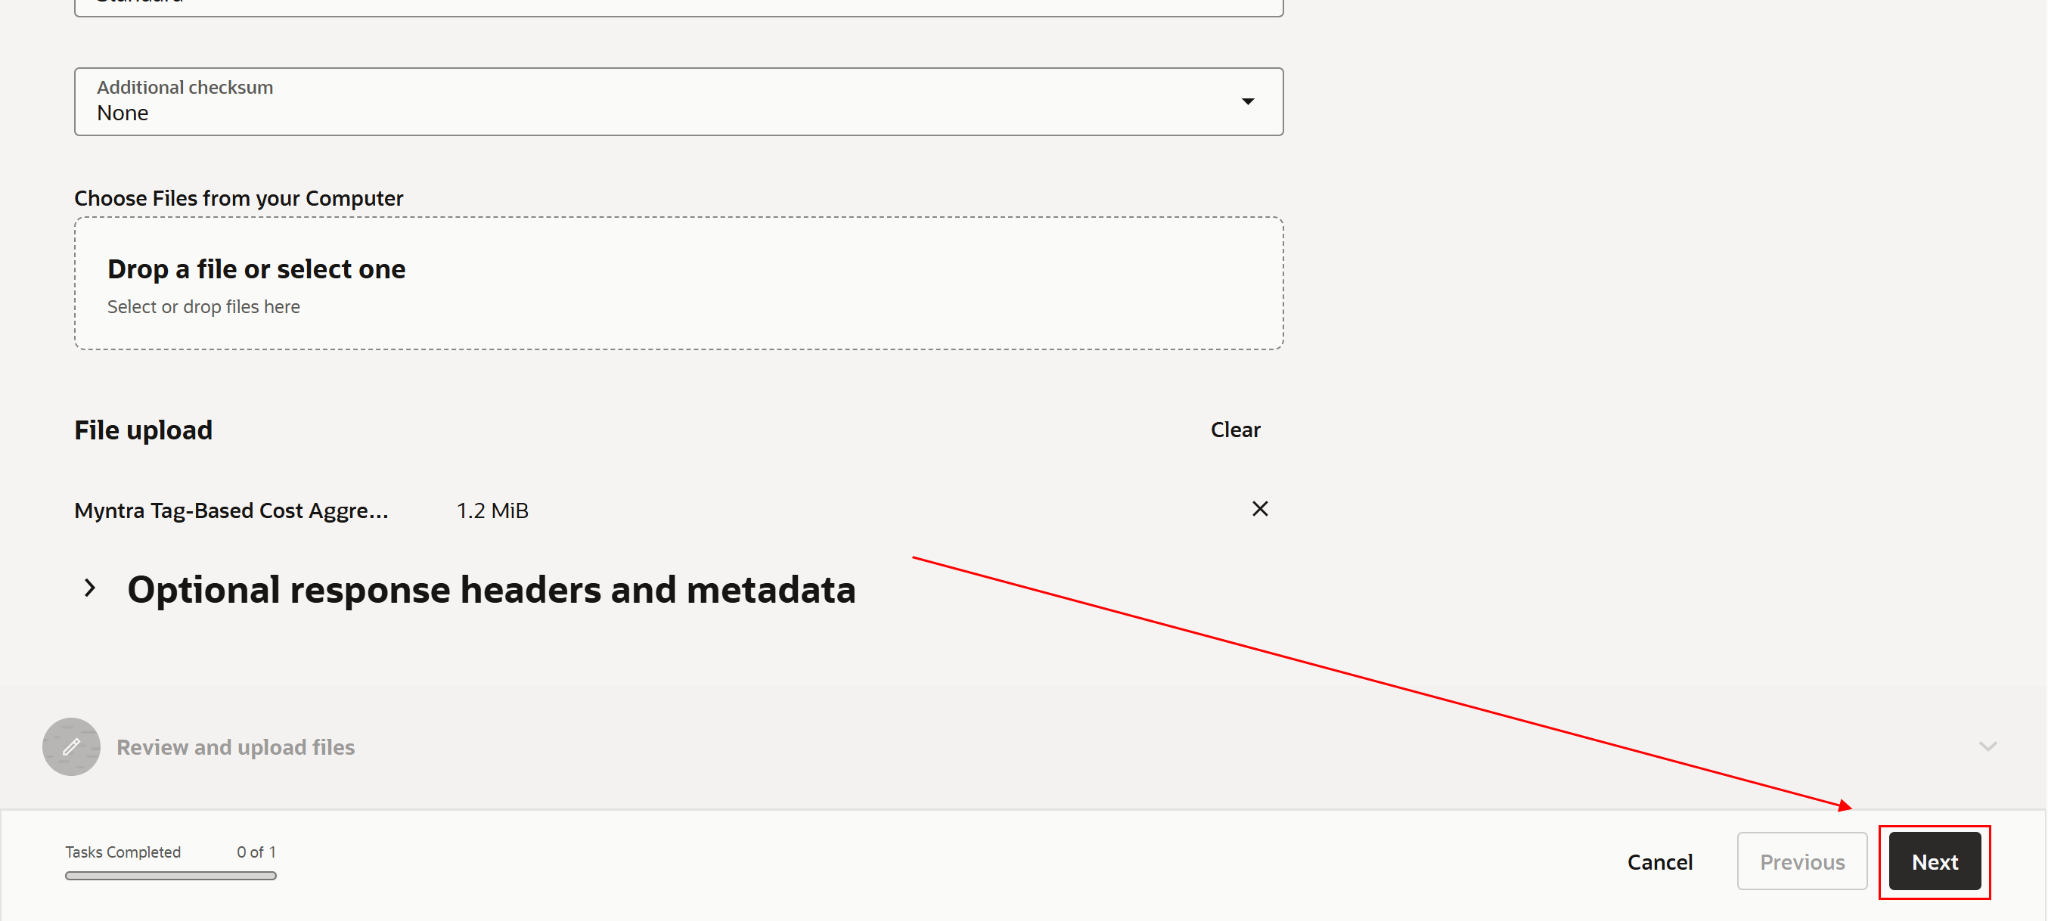 Standard
Additional checksum
None
Choose Files from your Computer
Drop a file or select one
Select or drop files here
File upload
Clear
Myntra Tag-Based Cost Aggre...
1.2 MiB
Optional response headers and metadata
Review and upload files
Tasks Completed
0 of 1
Cancel
Previous
Next